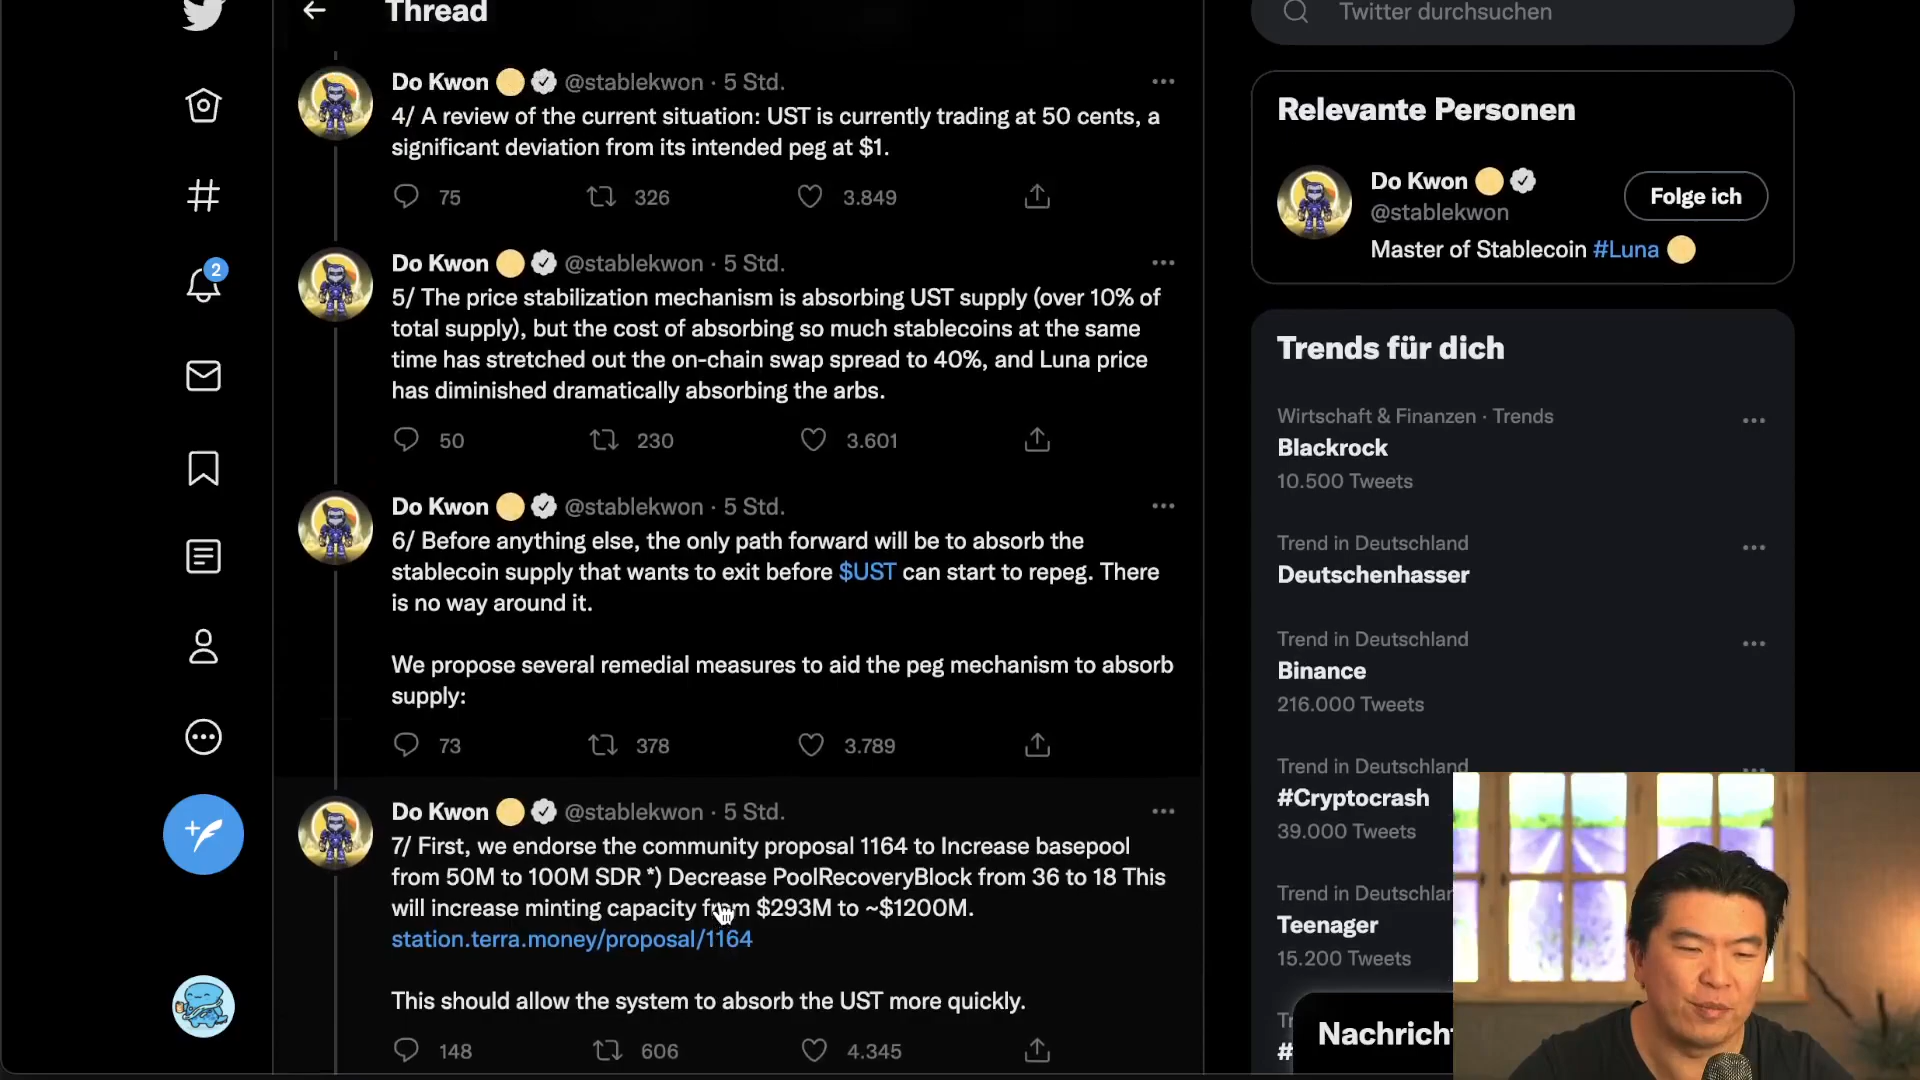 Thread
Do Kwon @stablekwon · 5 Std.
4/ A review of the current situation: UST is currently trading at 50 cents, a
significant deviation from its intended peg at $1.
75 326 3.849
Do Kwon @stablekwon · 5 Std.
5/ The price stabilization mechanism is absorbing UST supply (over 10% of
total supply), but the cost of absorbing so much stablecoins at the same
time has stretched out the on-chain swap spread to 40%, and Luna price
has diminished dramatically absorbing the arbs.
50 230 3.601
Do Kwon @stablekwon · 5 Std.
6/ Before anything else, the only path forward will be to absorb the
stablecoin supply that wants to exit before $UST can start to repeg. There
is no way around it.
We propose several remedial measures to aid the peg mechanism to absorb
supply:
73 378 3.789
Do Kwon @stablekwon · 5 Std.
7/ First, we endorse the community proposal 1164 to Increase basepool
from 50M to 100M SDR *) Decrease PoolRecoveryBlock from 36 to 18 This
will increase minting capacity from $293M to ~$1200M.
station.terra.money/proposal/1164
This should allow the system to absorb the UST more quickly.
148 606 4.345
2
Twitter durchsuchen
Relevante Personen
Do Kwon
@stablekwon
Folge ich
Master of Stablecoin #Luna
Trends für dich
Wirtschaft & Finanzen · Trends
Blackrock
10.500 Tweets
Trend in Deutschland
Deutschenhasser
Trend in Deutschland
Binance
216.000 Tweets
Trend in Deutschland
#Cryptocrash
39.000 Tweets
Trend in Deutschlan
Teenager
15.200 Tweets
Tr
#
Nachricht